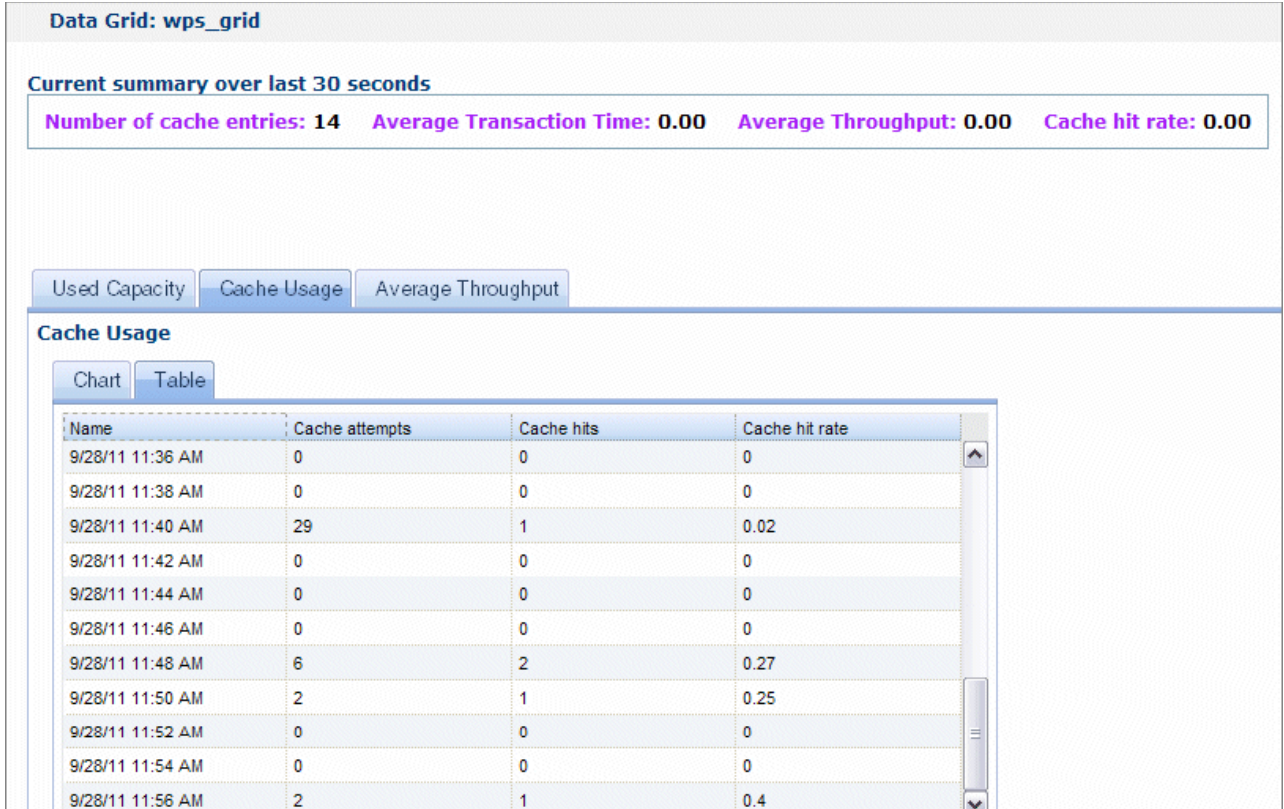 Data Grid: wps_grid
Current summary over last 30 seconds
Number of cache entries: 14 Average Transaction Time: 0.00 Average Throughput: 0.00 Cache hit rate: 0.00
Used Capacity Cache Usage Average Throughput
Cache Usage
Chart Table
Name Cache attempts Cache hits Cache hit rate
9/28/11 11:36 AM 0 0 0
9/28/11 11:38 AM 0 0 0
9/28/11 11:40 AM 29 1 0.02
9/28/11 11:42 AM 0 0 0
9/28/11 11:44 AM 0 0 0
9/28/11 11:46 AM 0 0 0
9/28/11 11:48 AM 6 2 0.27
9/28/11 11:50 AM 2 1 0.25
9/28/11 11:52 AM 0 0 0
9/28/11 11:54 AM 0 0 0
9/28/11 11:56 AM 2 1 0.4